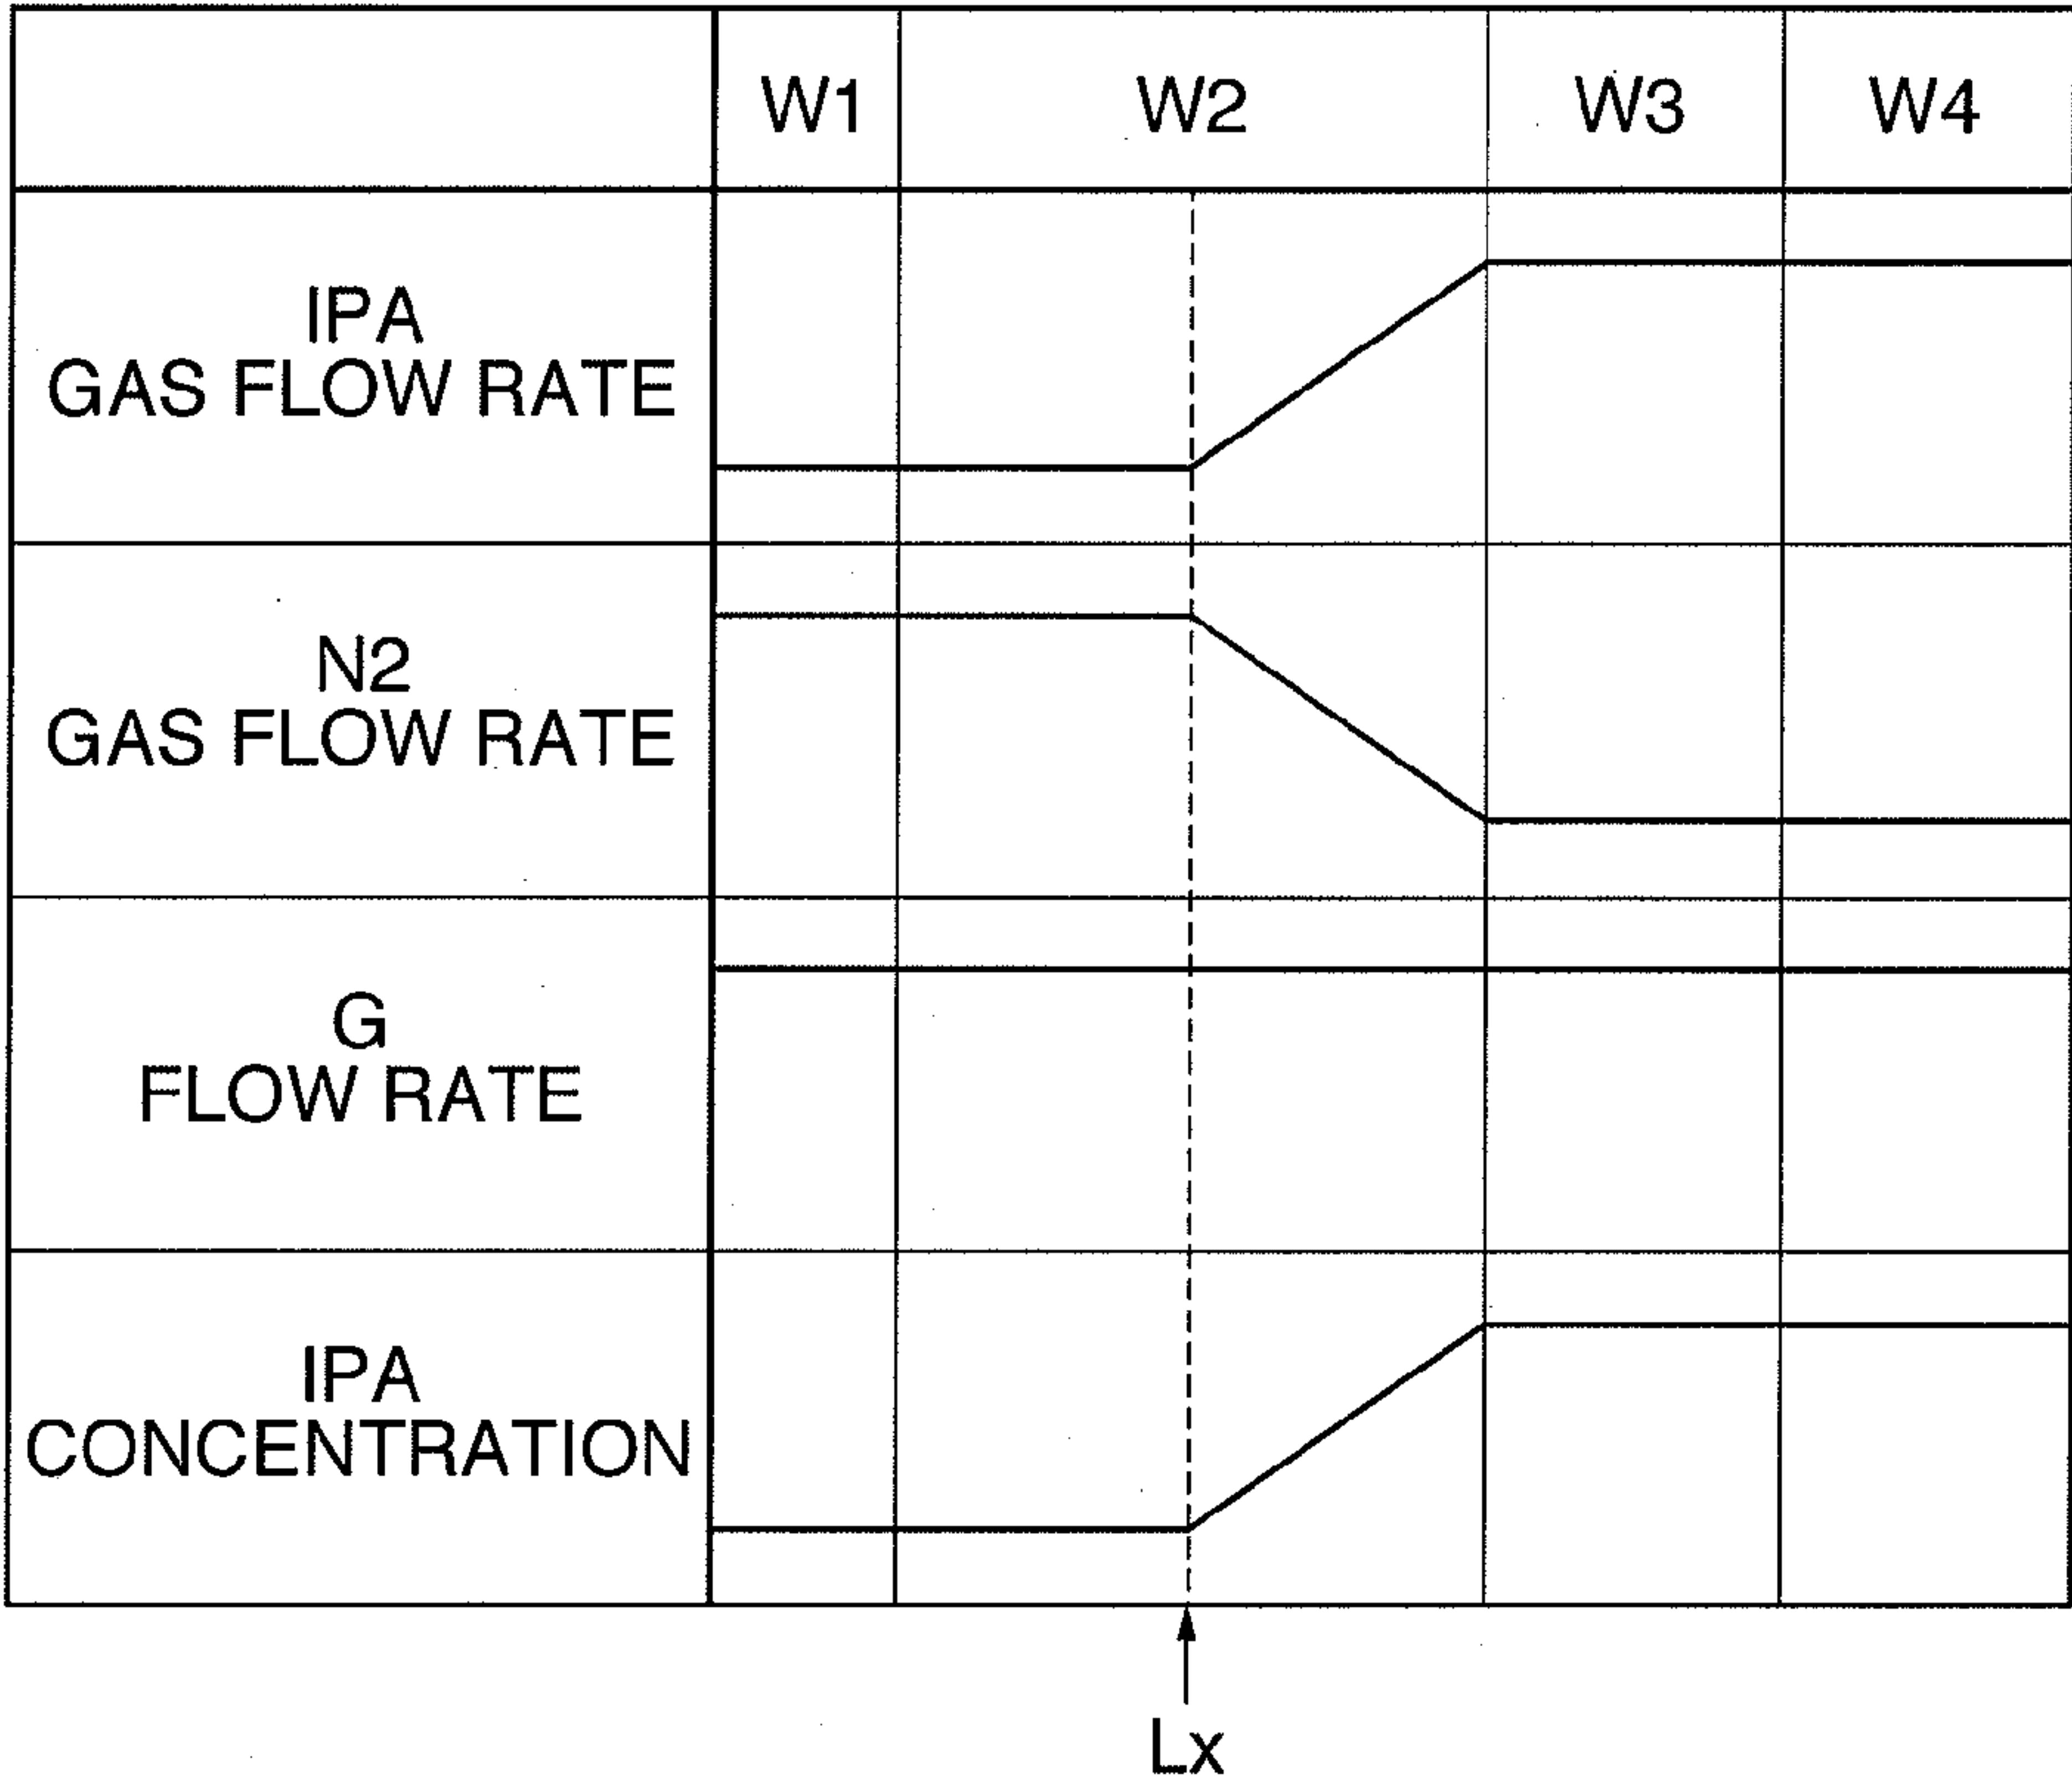 W1 W2 W3 W4
IPA
GAS FLOW RATE
N2
GAS FLOW RATE
G
FLOW RATE
IPA
CONCENTRATION
Lx